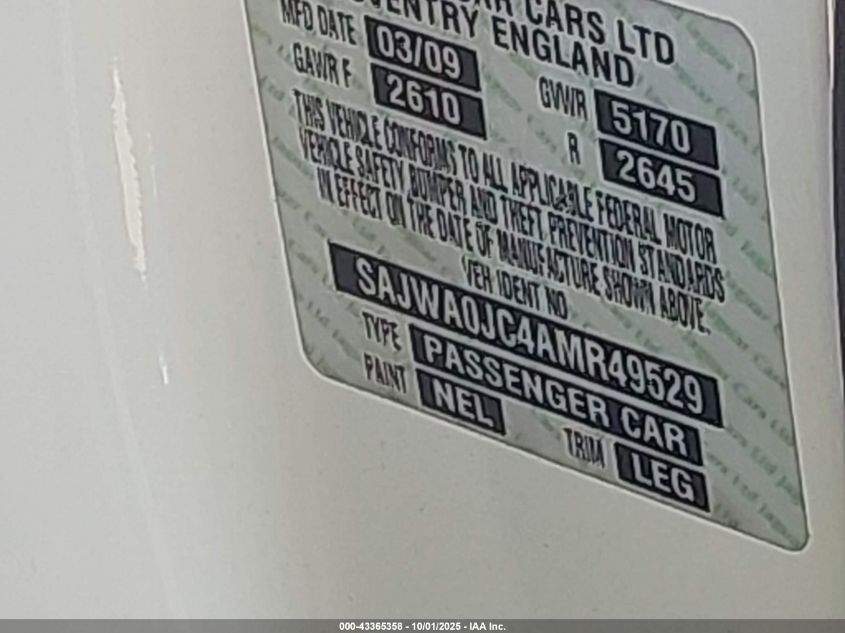 CARS LTD
ENGLAND
MFD DATE 03/09
GAWR F 2610 GVWR 5170
R 2645
THIS VEHICLE CONFORMS TO ALL APPLICABLE FEDERAL MOTOR
VEHICLE SAFETY, BUMPER AND THEFT PREVENTION STANDARDS
IN EFFECT ON THE DATE OF MANUFACTURE SHOWN ABOVE.
VEH IDENT NO
SAJWA0JC4AMR49529
TYPE PASSENGER CAR
PAINT NEL TRIM LEG
000-43365358 - 10/01/2025 - IAA Inc.